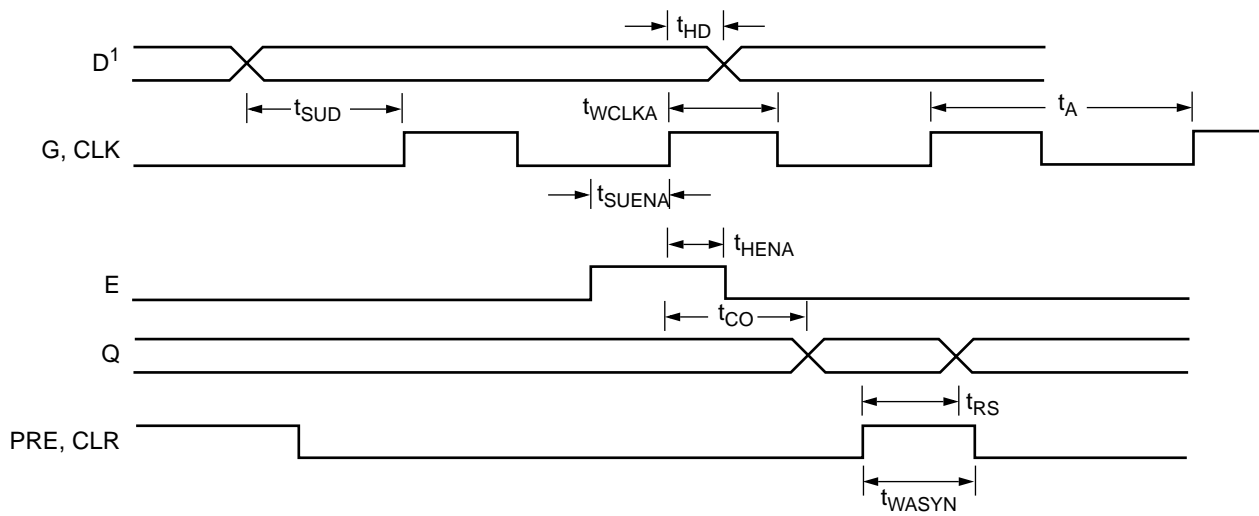 tHD
D1
tSUD
tWCLKA
tA
G, CLK
tSUENA
tHENA
E
tCO
Q
tRS
PRE, CLR
tWASYN